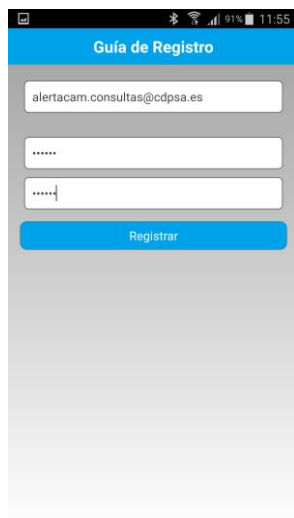 91% 11:55
Guía de Registro
alertacam.consultas@cdpsa.es
••••••
••••••
Registrar